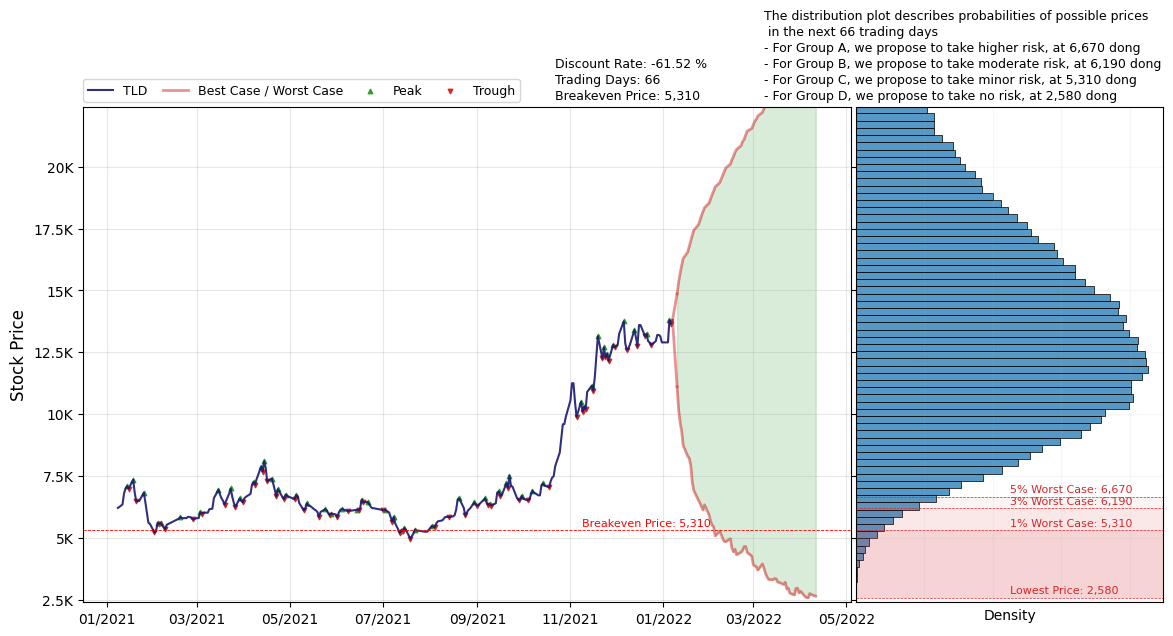 The distribution plot describes probabilities of possible prices
in the next 66 trading days
- For Group A, we propose to take higher risk, at 6,670 dong
- For Group B, we propose to take moderate risk, at 6,190 dong
- For Group C, we propose to take minor risk, at 5,310 dong
- For Group D, we propose to take no risk, at 2,580 dong
Discount Rate: -61.52 %
Trading Days: 66
Breakeven Price: 5,310
TLD
Best Case / Worst Case
Peak
Trough
Stock Price
20K
17.5K
15K
12.5K
10K
7.5K
5K
2.5K
Breakeven Price: 5,310
01/2021
03/2021
05/2021
07/2021
09/2021
11/2021
01/2022
03/2022
05/2022
5% Worst Case: 6,670
3% Worst Case: 6,190
1% Worst Case: 5,310
Lowest Price: 2,580
Density